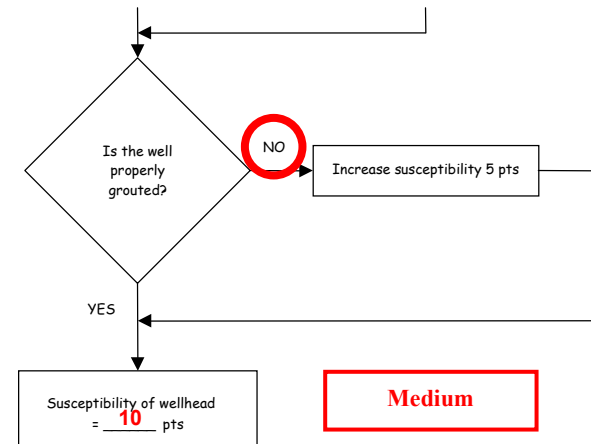 Is the well
properly
grouted?
NO
Increase susceptibility 5 pts
YES
Susceptibility of wellhead
= 10 pts
Medium